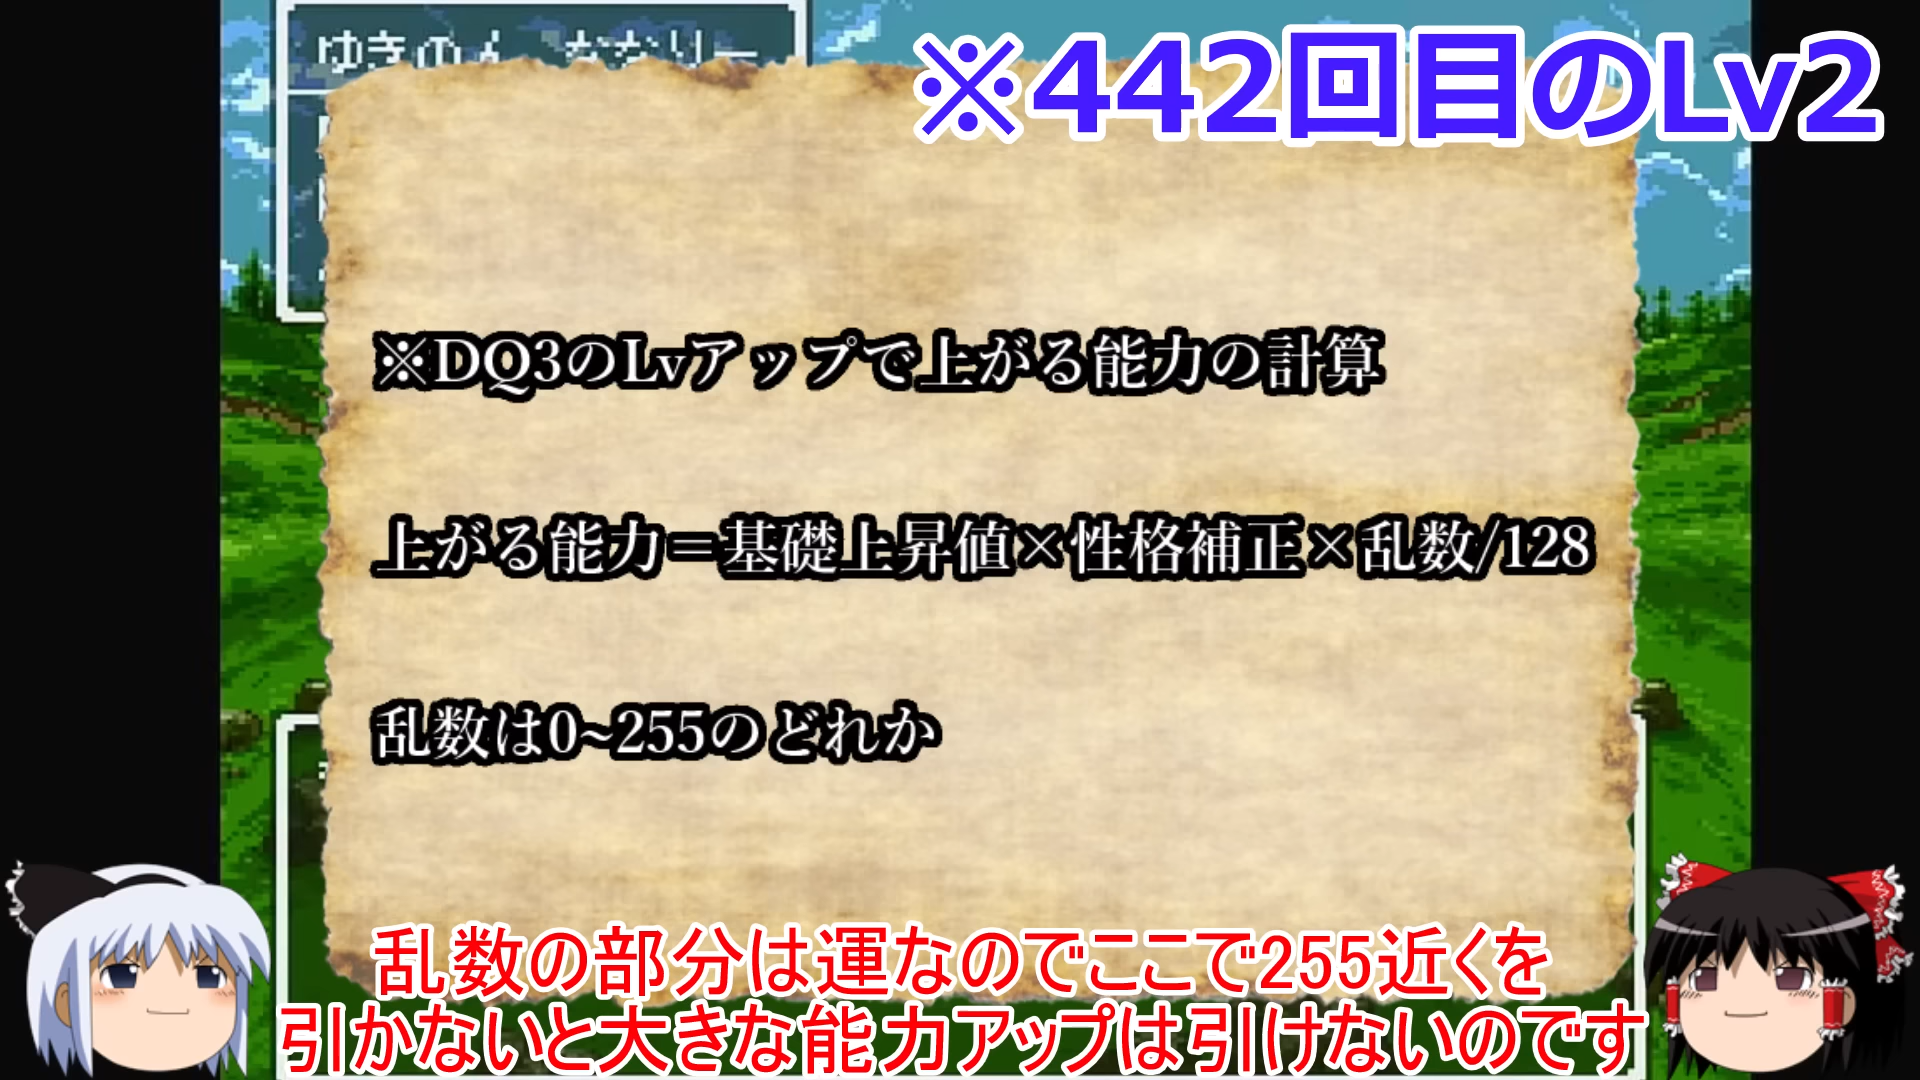 ※442回目のLv2
※DQ3のLvアップで上がる能力の計算
上がる能力＝基礎上昇値×性格補正×乱数/128
乱数は0~255のどれか
乱数の部分は運なのでここで255近くを
引かないと大きな能力アップは引けないのです